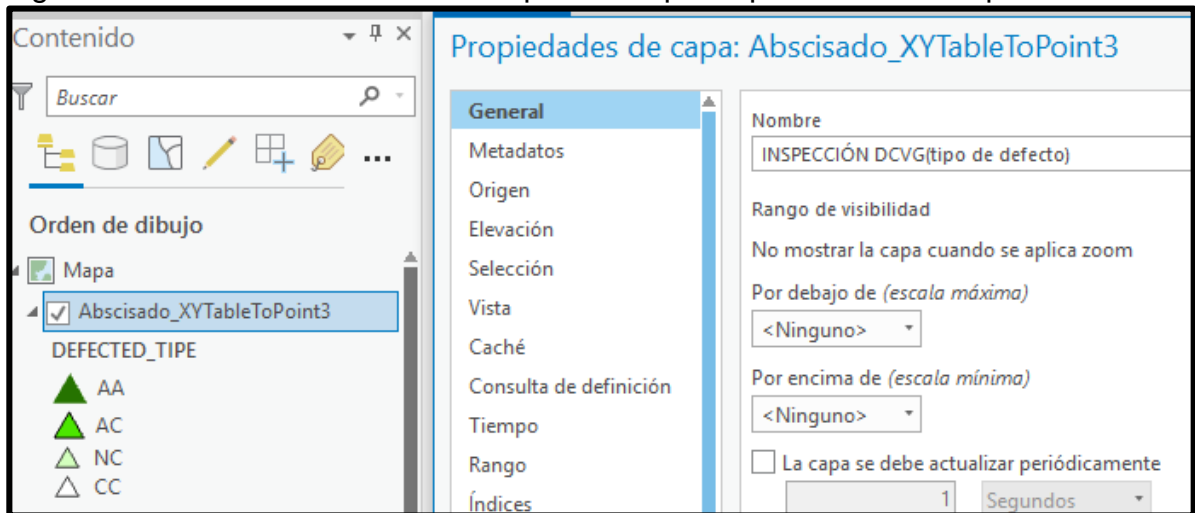 Contenido
Buscar
Orden de dibujo
Mapa
Abscisado_XYTableToPoint3
DEFECTED_TIPE
AA
AC
NC
CC
Propiedades de capa: Abscisado_XYTableToPoint3
General
Metadatos
Origen
Elevación
Selección
Vista
Caché
Consulta de definición
Tiempo
Rango
Índices
Nombre
INSPECCIÓN DCVG(tipo de defecto)
Rango de visibilidad
No mostrar la capa cuando se aplica zoom
Por debajo de (escala máxima)
<Ninguno>
Por encima de (escala mínima)
<Ninguno>
La capa se debe actualizar periódicamente
1 Segundos